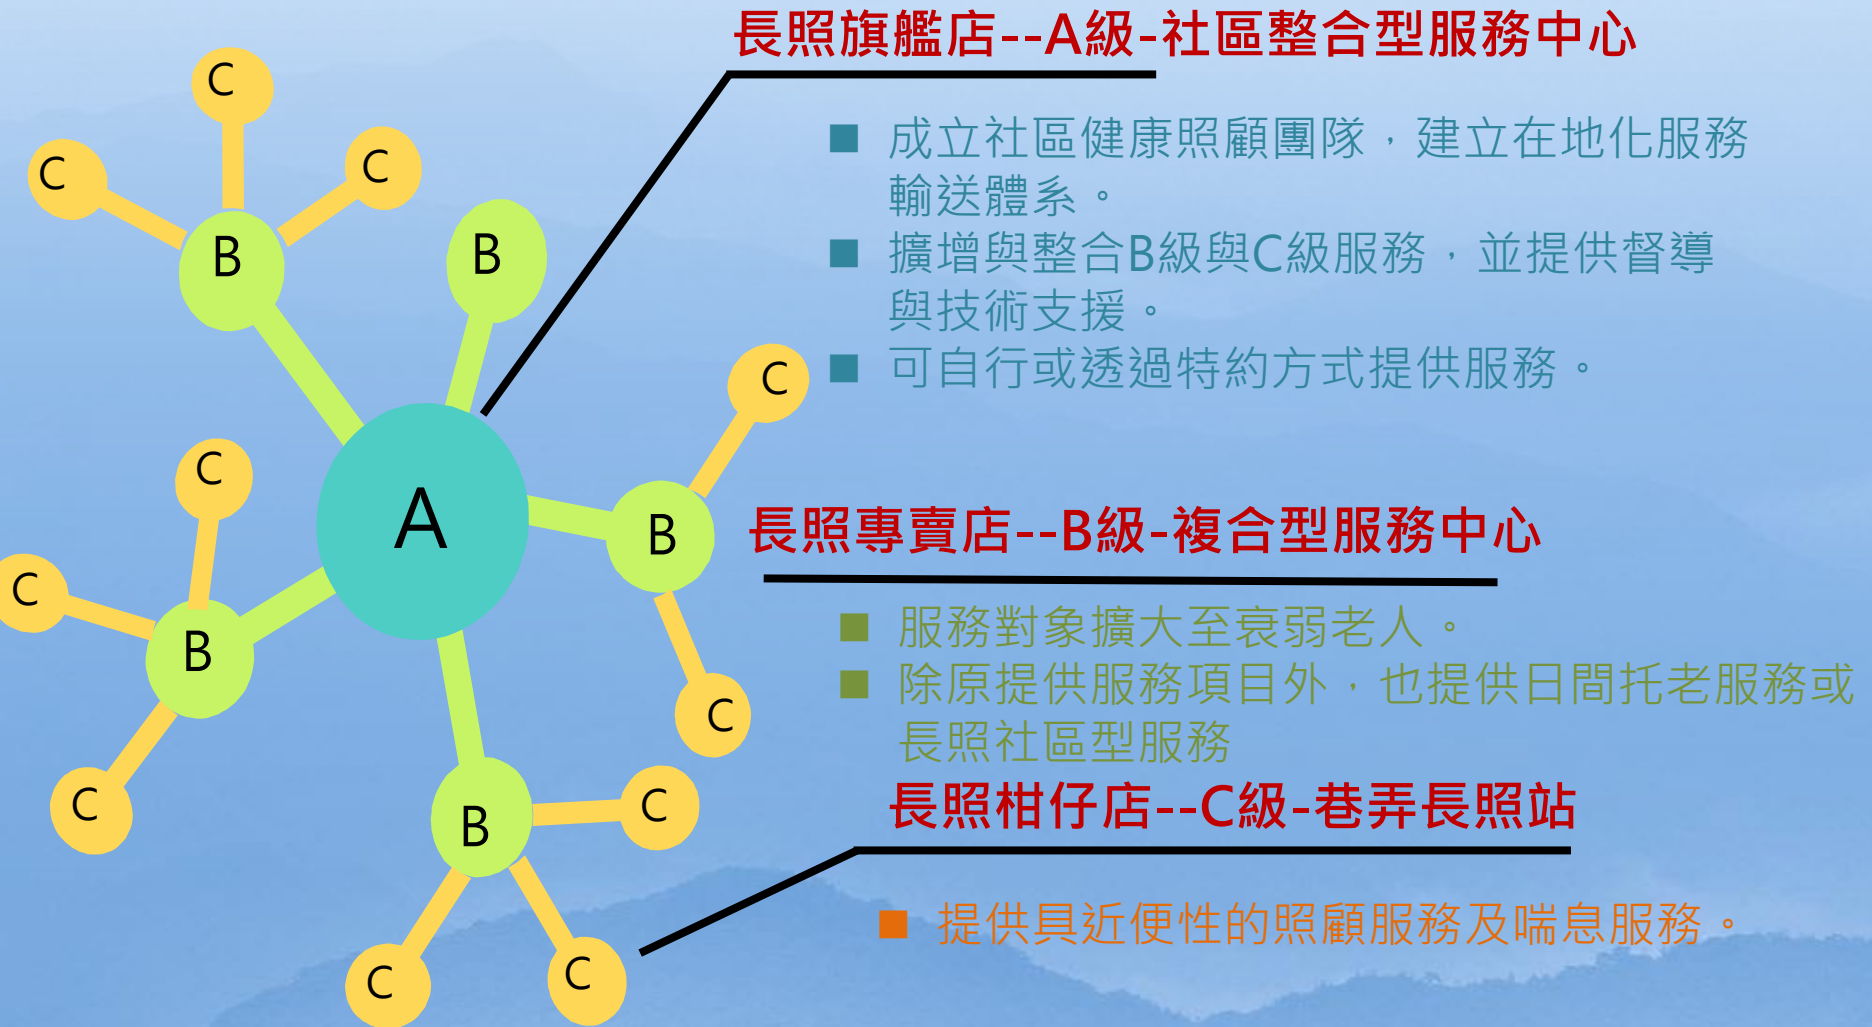 長照旗艦店--A級-社區整合型服務中心
■ 成立社區健康照顧團隊，建立在地化服務
輸送體系。
■ 擴增與整合B級與C級服務，並提供督導
與技術支援。
■ 可自行或透過特約方式提供服務。
長照專賣店--B級-複合型服務中心
■ 服務對象擴大至衰弱老人。
■ 除原提供服務項目外，也提供日間托老服務或
長照社區型服務
長照柑仔店--C級-巷弄長照站
■ 提供具近便性的照顧服務及喘息服務。
C
C
C
B
B
C
C
A
B
C
B
C
C
B
C
C
C
C